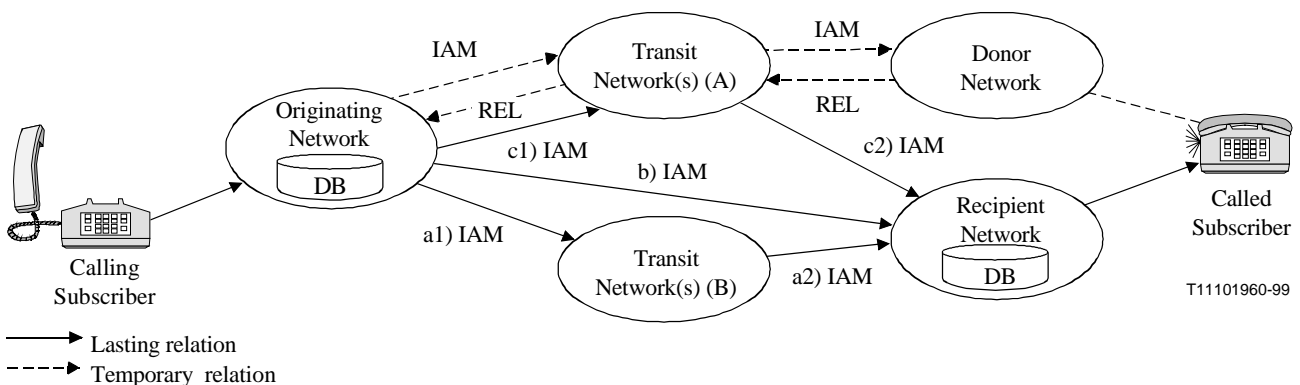 IAM
Transit
Network(s) (A)
IAM
Donor
Network
REL
REL
Originating
Network
DB
c1) IAM
c2) IAM
b) IAM
a1) IAM
Transit
Network(s) (B)
a2) IAM
Recipient
Network
DB
Calling
Subscriber
Called
Subscriber
T11101960-99
Lasting relation
Temporary relation